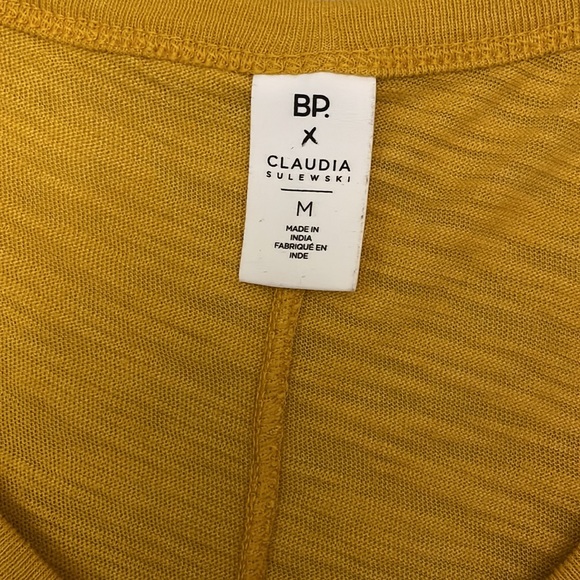 BP.
X
CLAUDIA
SULEWSKI
M
MADE IN
INDIA
FABRIQUÉ EN
INDE